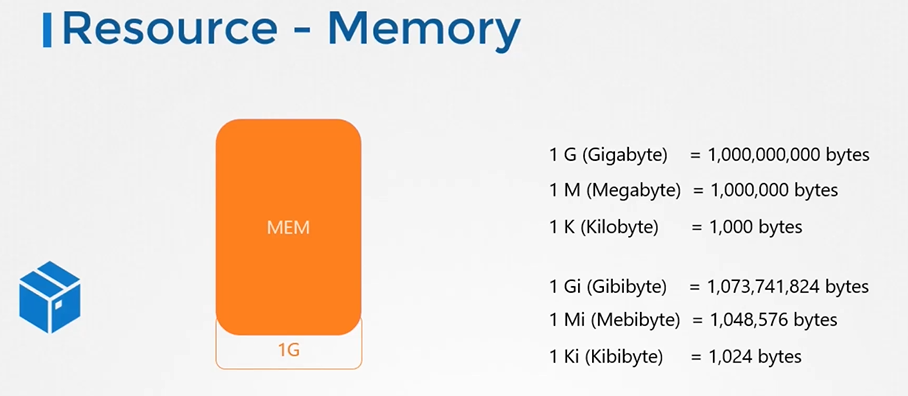 Resource - Memory
MEM
1G
1 G (Gigabyte) = 1,000,000,000 bytes
1 M (Megabyte) = 1,000,000 bytes
1 K (Kilobyte) = 1,000 bytes
1 Gi (Gibibyte) = 1,073,741,824 bytes
1 Mi (Mebibyte) = 1,048,576 bytes
1 Ki (Kibibyte) = 1,024 bytes